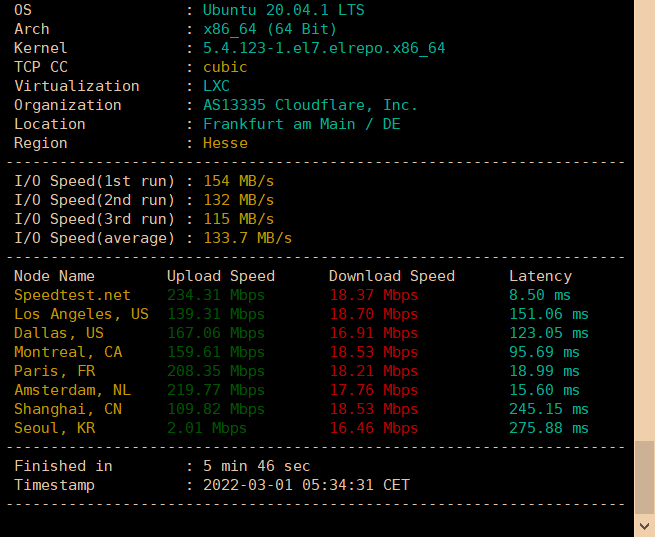 OS : Ubuntu 20.04.1 LTS
Arch : x86_64 (64 Bit)
Kernel : 5.4.123-1.el7.elrepo.x86_64
TCP CC : cubic
Virtualization : LXC
Organization : AS13335 Cloudflare, Inc.
Location : Frankfurt am Main / DE
Region : Hesse
----------------------------------------------------------------------
I/O Speed(1st run) : 154 MB/s
I/O Speed(2nd run) : 132 MB/s
I/O Speed(3rd run) : 115 MB/s
I/O Speed(average) : 133.7 MB/s
----------------------------------------------------------------------
Node Name Upload Speed Download Speed Latency
Speedtest.net 234.31 Mbps 18.37 Mbps 8.50 ms
Los Angeles, US 139.31 Mbps 18.70 Mbps 151.06 ms
Dallas, US 167.06 Mbps 16.91 Mbps 123.05 ms
Montreal, CA 159.61 Mbps 18.53 Mbps 95.69 ms
Paris, FR 208.35 Mbps 18.21 Mbps 18.99 ms
Amsterdam, NL 219.77 Mbps 17.76 Mbps 15.60 ms
Shanghai, CN 109.82 Mbps 18.53 Mbps 245.15 ms
Seoul, KR 2.01 Mbps 16.46 Mbps 275.88 ms
----------------------------------------------------------------------
Finished in : 5 min 46 sec
Timestamp : 2022-03-01 05:34:31 CET
----------------------------------------------------------------------